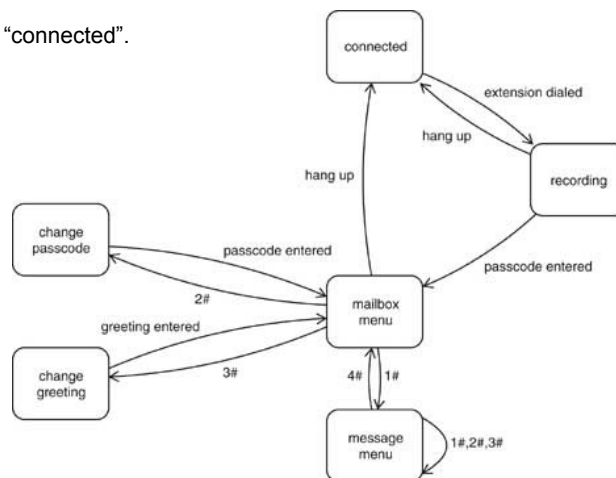 “connected”.
connected
extension dialed
hang up
hang up
recording
change
passcode
passcode entered
passcode entered
2#
mailbox
menu
greeting entered
change
greeting
3#
4#
1#
message
menu
1#,2#,3#